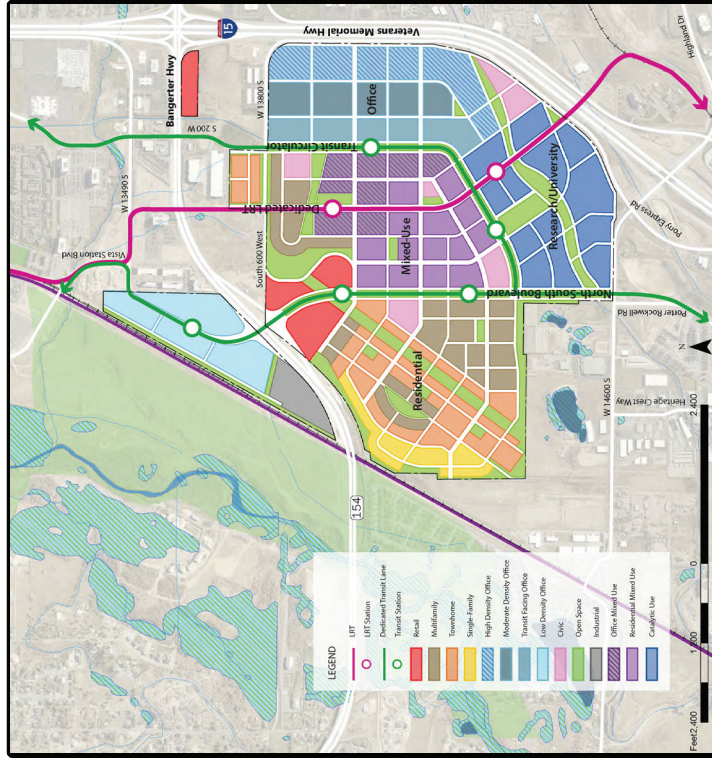 Veterans Memorial Hwy
Highland Dr
INTERSTATE
15
Bangerter Hwy
W 13800 S
Office
S 200 W
Transit Circulator
W 13490 S
Dedicated LRT
Research/University
Pony Express Rd
Vista Station Blvd
South 600 West
Mixed-Use
North-South Boulevard
Porter Rockwell Rd
Residential
W 14600 S
Heritage Crest Way
N
154
LEGEND
LRT
LRT Station
Dedicated Transit Lane
Transit Station
Retail
Multifamily
Townhome
Single-Family
High Density Office
Moderate Density Office
Transit Facing Office
Low Density Office
Civic
Open Space
Industrial
Office Mixed Use
Residential Mixed Use
Catalytic Use
Feet2,400 1,200 0 2,400